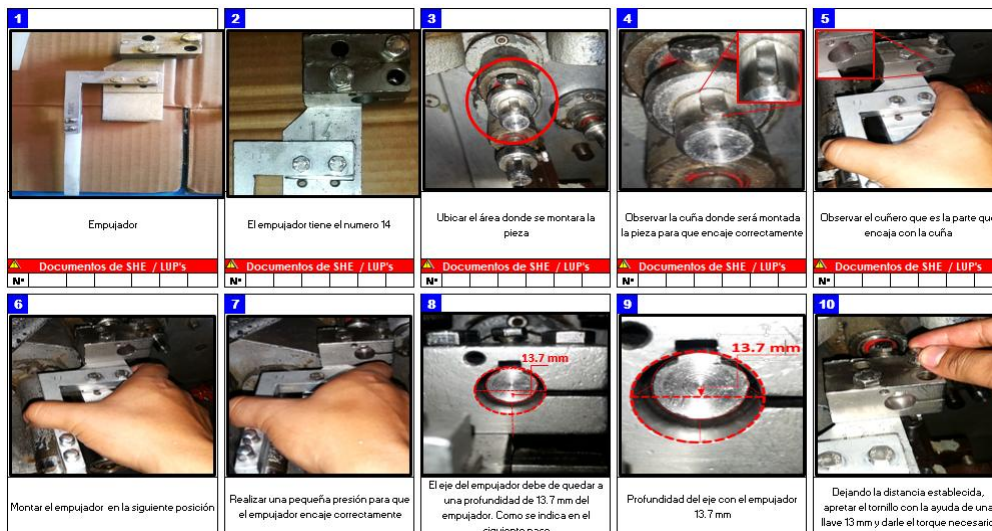 1
2
3
4
5
Empujador
El empujador tiene el numero 14
Ubicar el área donde se montara la
pieza
Observar la cuña donde será montada
la pieza para que encaje correctamente
Observar el cuñero que es la parte que
encaja con la cuña
Documentos de SHE / LUP's
Documentos de SHE / LUP's
Documentos de SHE / LUP's
Documentos de SHE / LUP's
Documentos de SHE / LUP's
Nº
Nº
Nº
Nº
Nº
6
7
8
9
10
13.7 mm
13.7 mm
Montar el empujador en la siguiente posición
Realizar una pequeña presión para que
el empujador encaje correctamente
El eje del empujador debe de quedar a
una profundidad de 13.7 mm del
empujador. Como se indica en el
siguiente paso
Profundidad del eje con el empujador
13.7 mm
Dejando la distancia establecida,
apretar el tornillo con la ayuda de una
llave 13 mm y darle el torque necesario